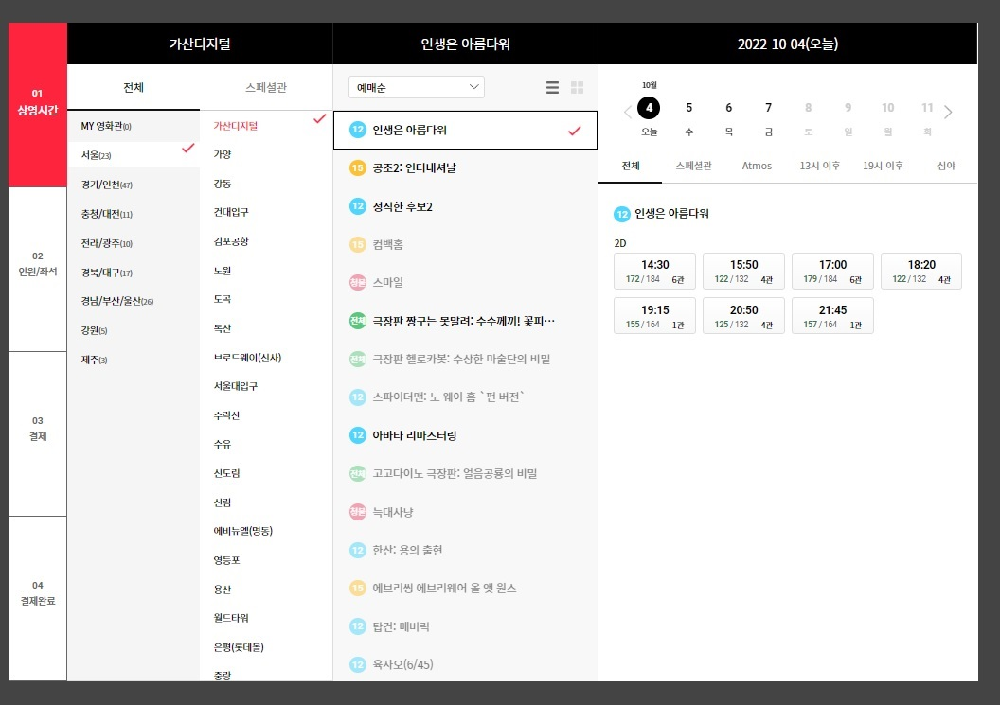 01
상영시간
02
인원/좌석
03
결제
04
결제완료
가산디지털
전체
스페셜관
MY 영화관(0)
서울(23)
경기/인천(47)
충청/대전(11)
전라/광주(10)
경북/대구(17)
경남/부산/울산(26)
강원(5)
제주(3)
가산디지털
가양
강동
건대입구
김포공항
노원
도곡
독산
브로드웨이(신사)
서울대입구
수락산
수유
신도림
신림
에비뉴엘(명동)
영등포
용산
월드타워
은평(롯데몰)
중랑
인생은 아름다워
예매순
12 인생은 아름다워
15 공조2: 인터내셔날
12 정직한 후보2
15 컴백홈
청불 스마일
전체 극장판 짱구는 못말려: 수수께끼! 꽃피…
전체 극장판 헬로카봇: 수상한 마술단의 비밀
12 스파이더맨: 노 웨이 홈 `펀 버전`
12 아바타 리마스터링
전체 고고다이노 극장판: 얼음공룡의 비밀
청불 늑대사냥
12 한산: 용의 출현
15 에브리씽 에브리웨어 올 앳 원스
12 탑건: 매버릭
12 육사오(6/45)
2022-10-04(오늘)
10월
4 5 6 7 8 9 10 11
오늘 수 목 금 토 일 월 화
전체 스페셜관 Atmos 13시 이후 19시 이후 심야
12 인생은 아름다워
2D
14:30 15:50 17:00 18:20
172 / 184 6관 122 / 132 4관 179 / 184 6관 122 / 132 4관
19:15 20:50 21:45
155 / 164 1관 125 / 132 4관 157 / 164 1관